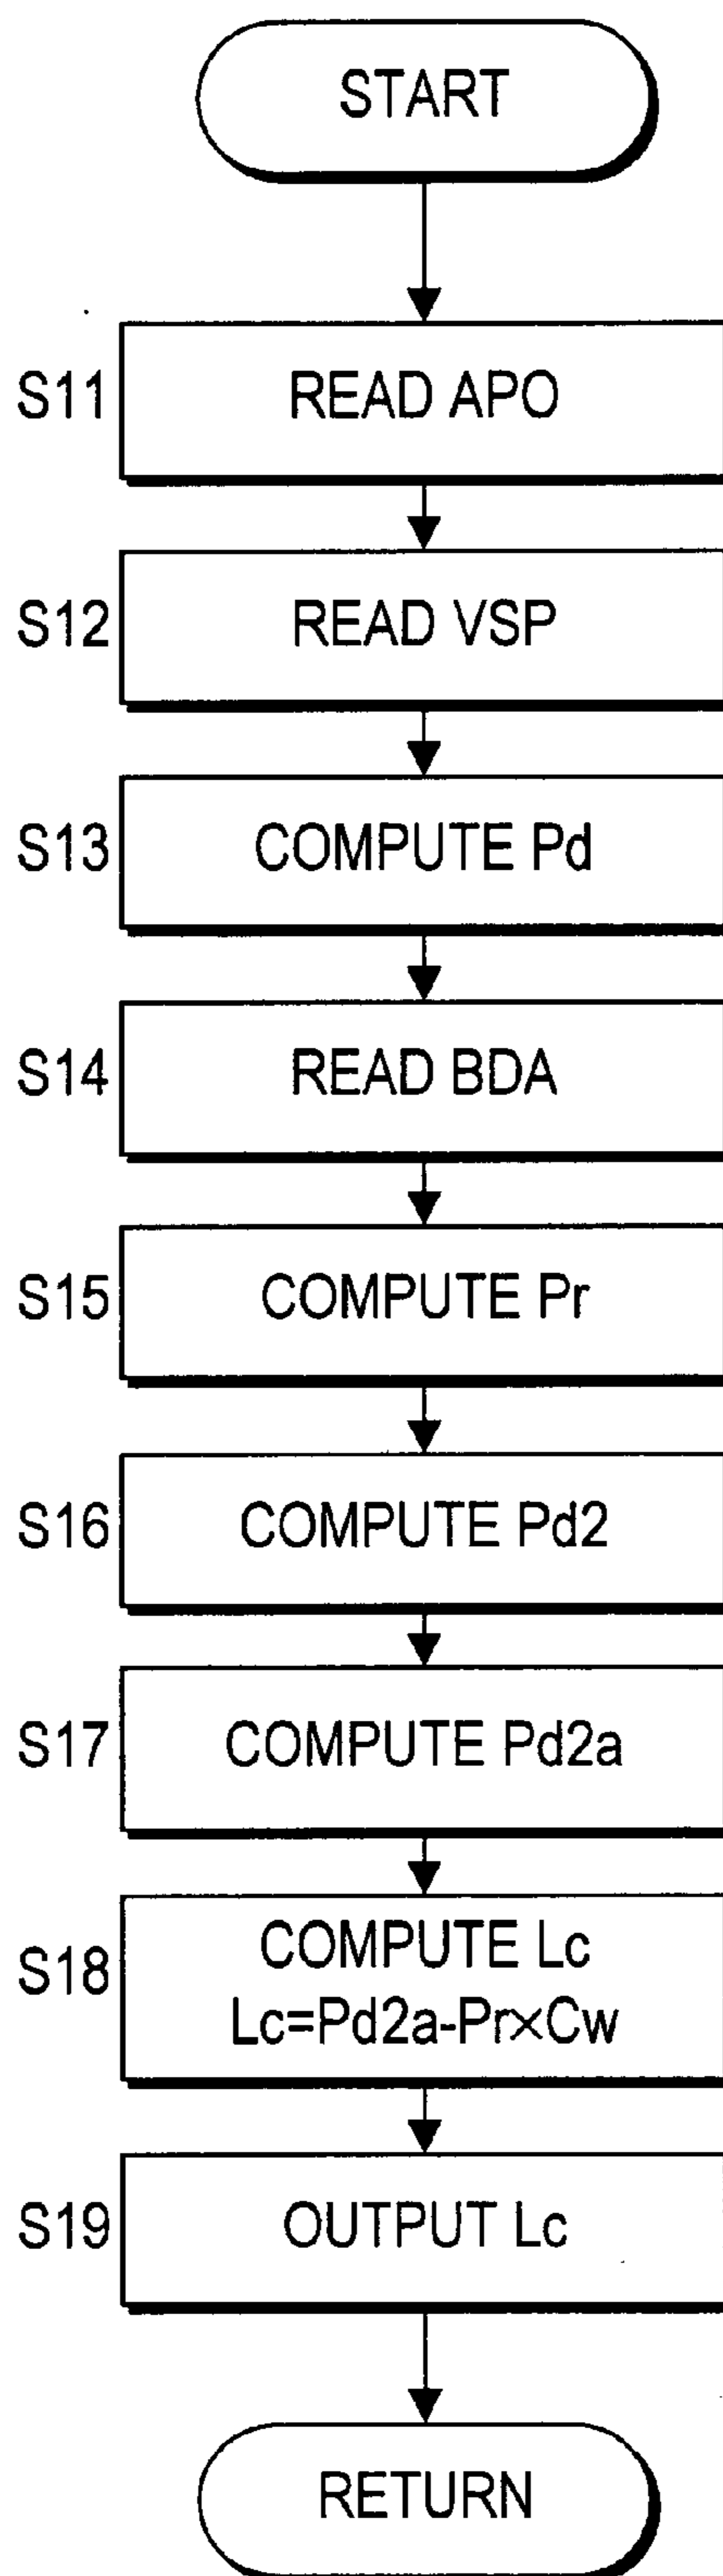 START
S11 READ APO
S12 READ VSP
S13 COMPUTE Pd
S14 READ BDA
S15 COMPUTE Pr
S16 COMPUTE Pd2
S17 COMPUTE Pd2a
S18 COMPUTE Lc
Lc=Pd2a-Pr×Cw
S19 OUTPUT Lc
RETURN